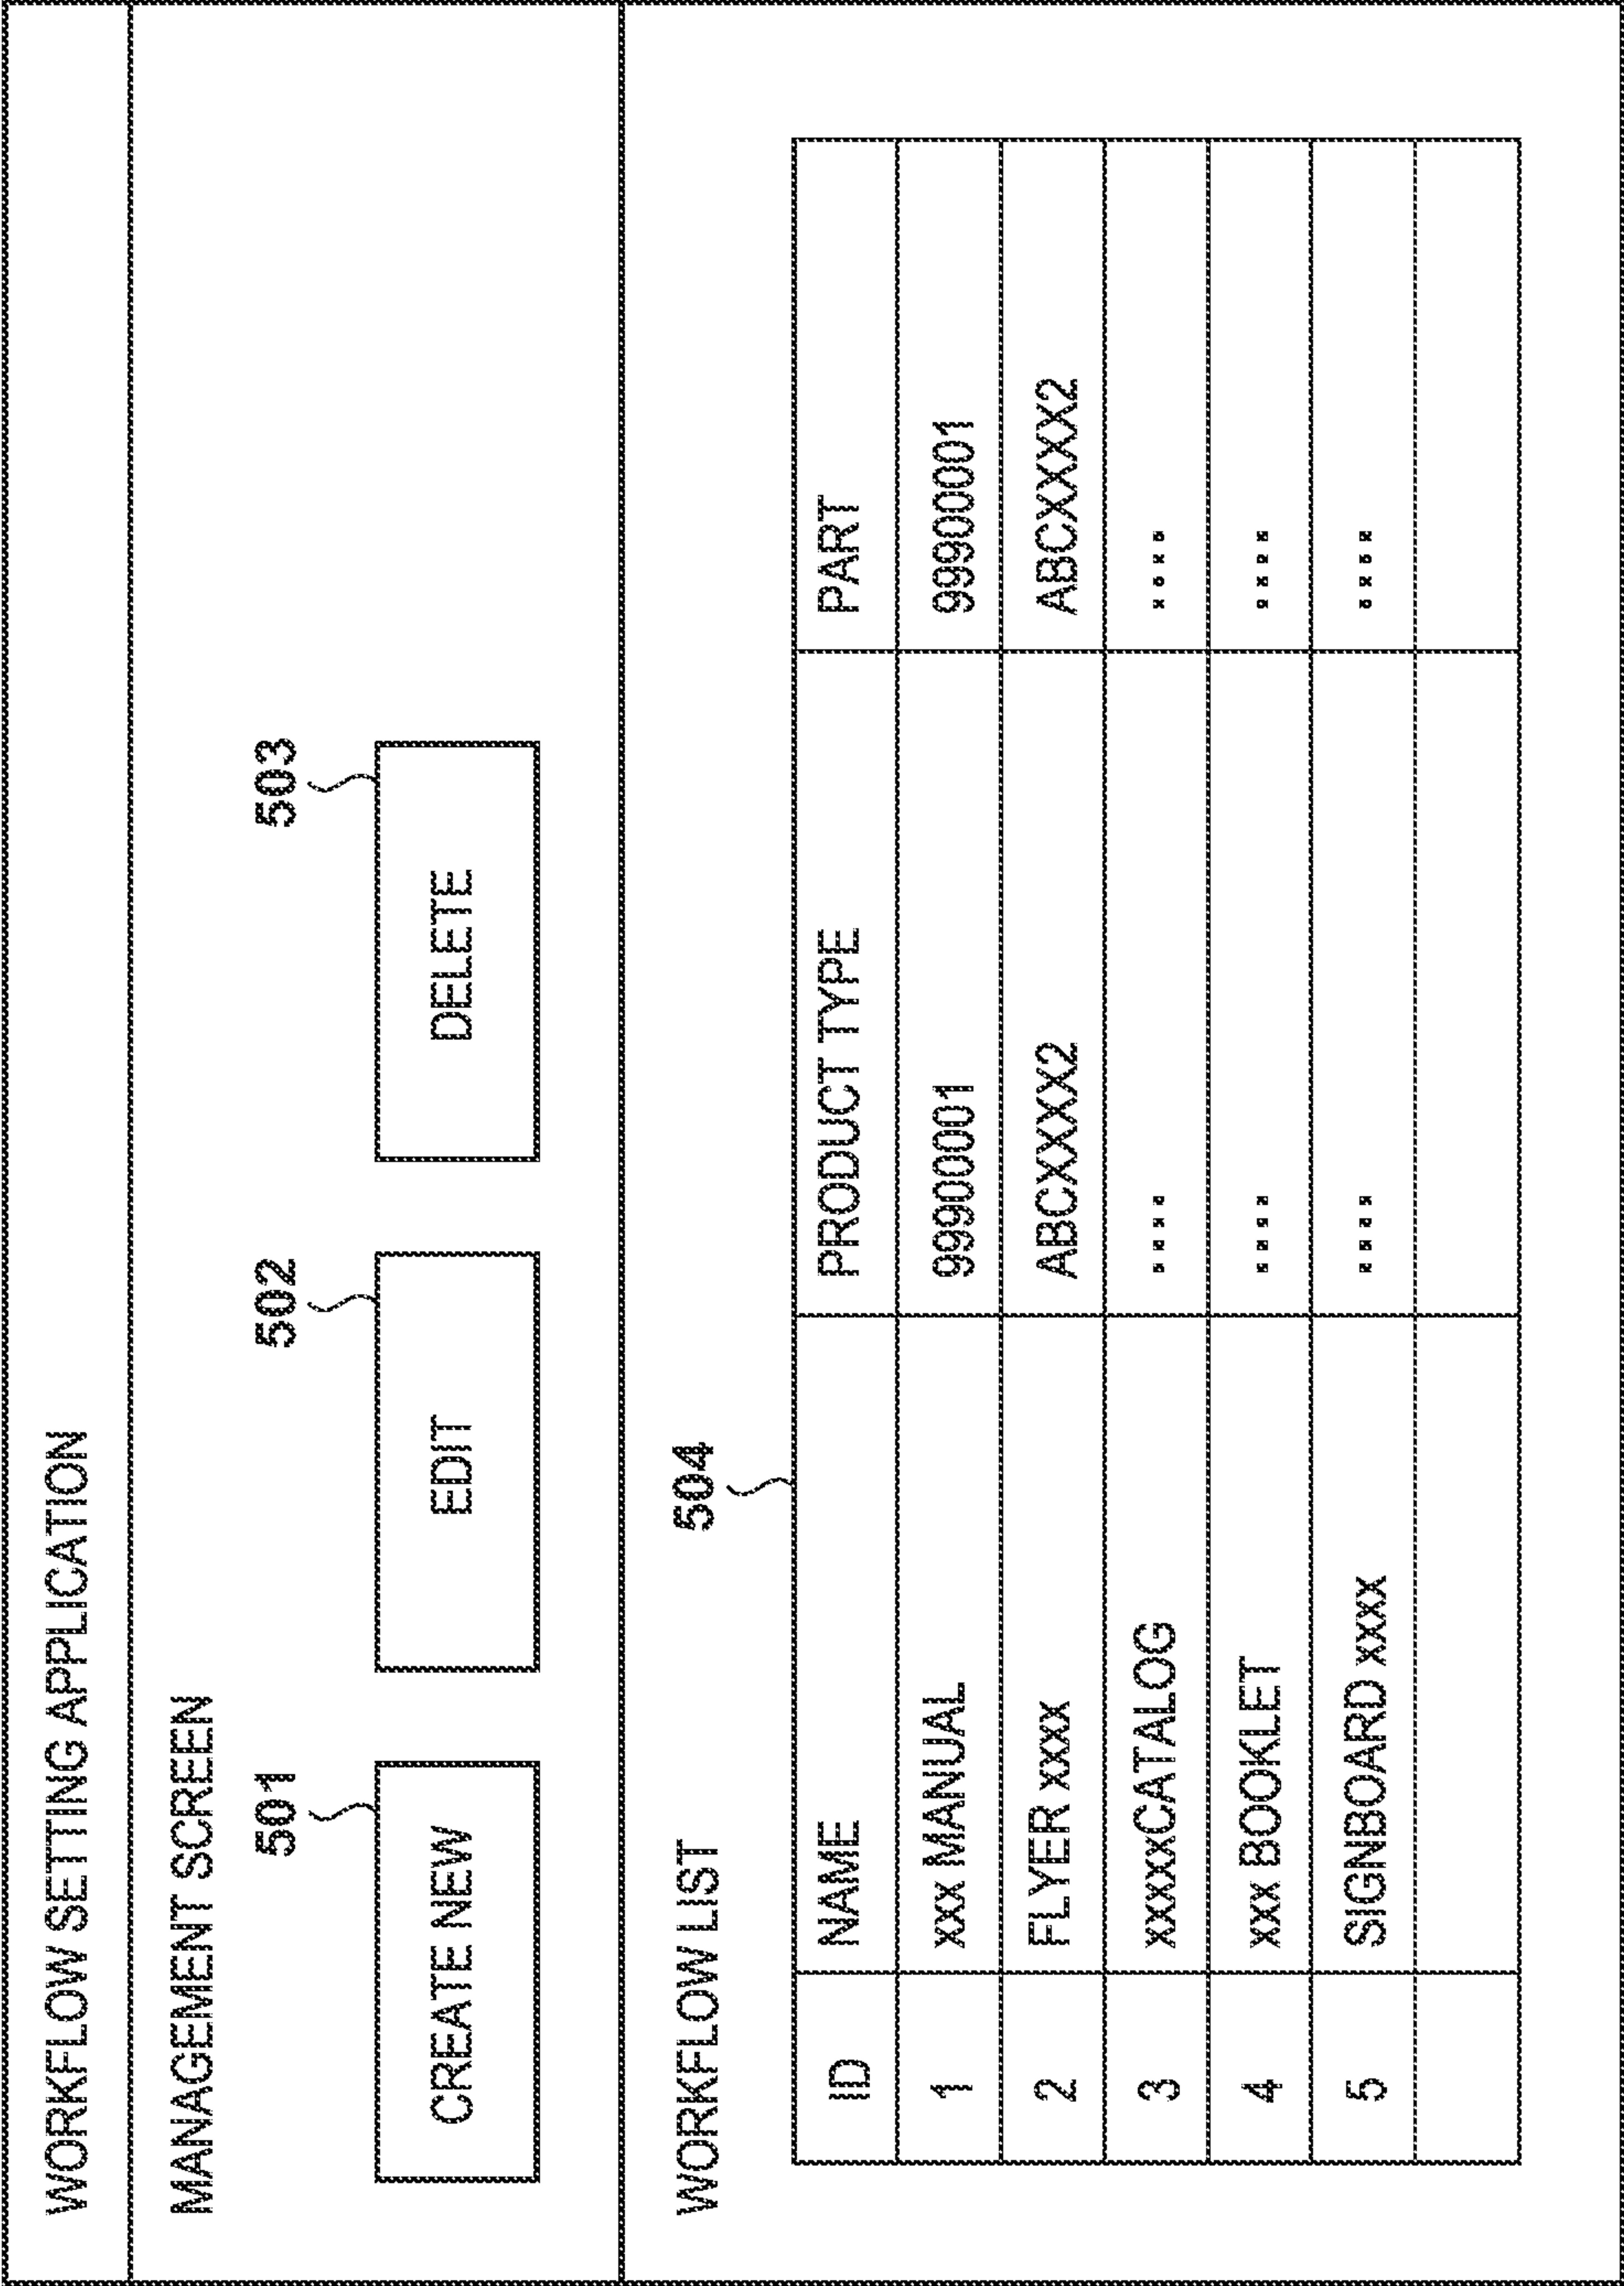 WORKFLOW SETTING APPLICATION
MANAGEMENT SCREEN
501 502 503
CREATE NEW EDIT DELETE
WORKFLOW LIST
504
ID NAME PRODUCT TYPE PART
1 xxx MANUAL 99900001 99900001
2 FLYER xxxx ABCXXXX2 ABCXXXX2
3 xxxxxCATALOG .... ....
4 xxx BOOKLET .... ....
5 SIGNBOARD xxxx .... ....